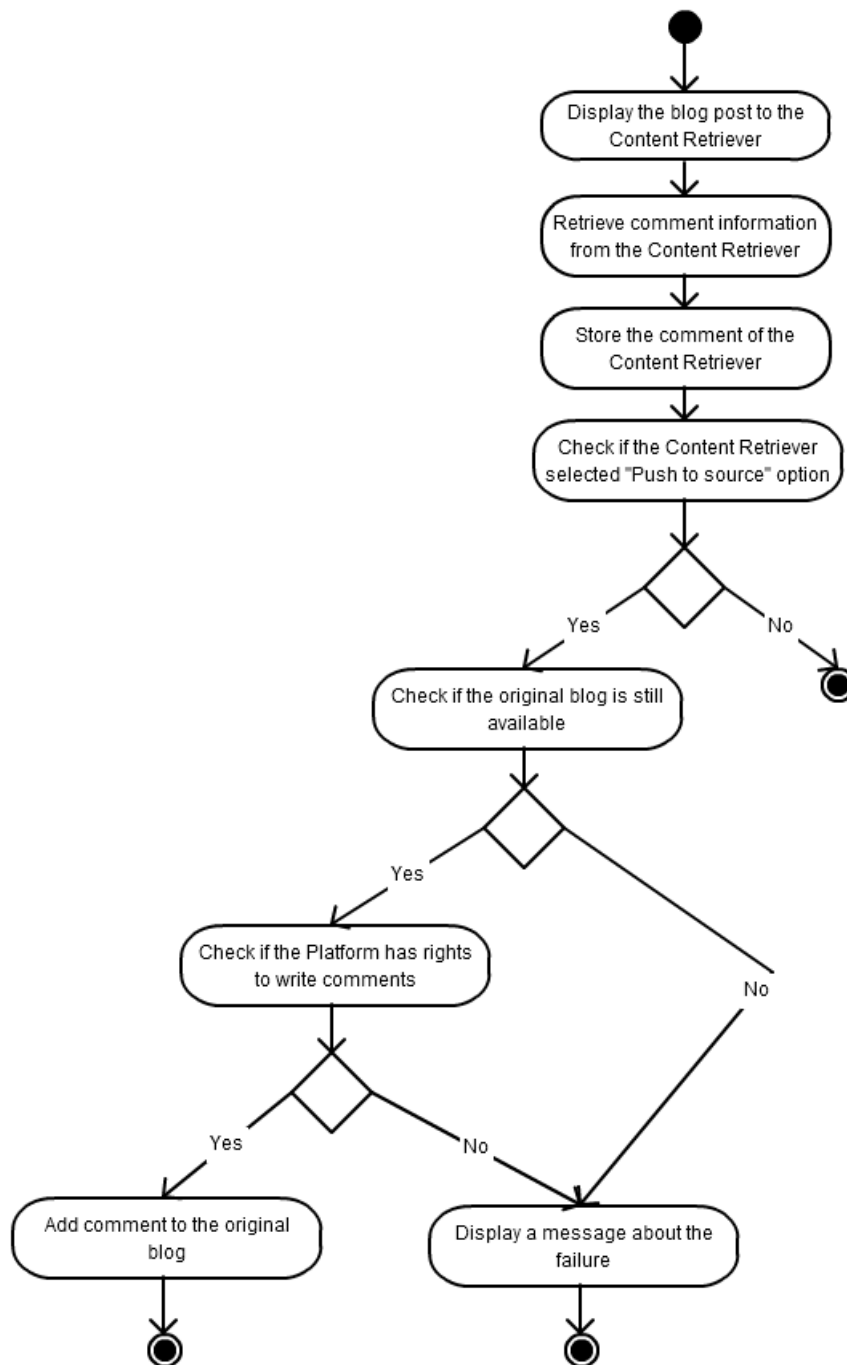 Display the blog post to the
Content Retriever
Retrieve comment information
from the Content Retriever
Store the comment of the
Content Retriever
Check if the Content Retriever
selected "Push to source" option
Yes
No
Check if the original blog is still
available
Yes
No
Check if the Platform has rights
to write comments
Yes
No
Add comment to the original
blog
Display a message about the
failure